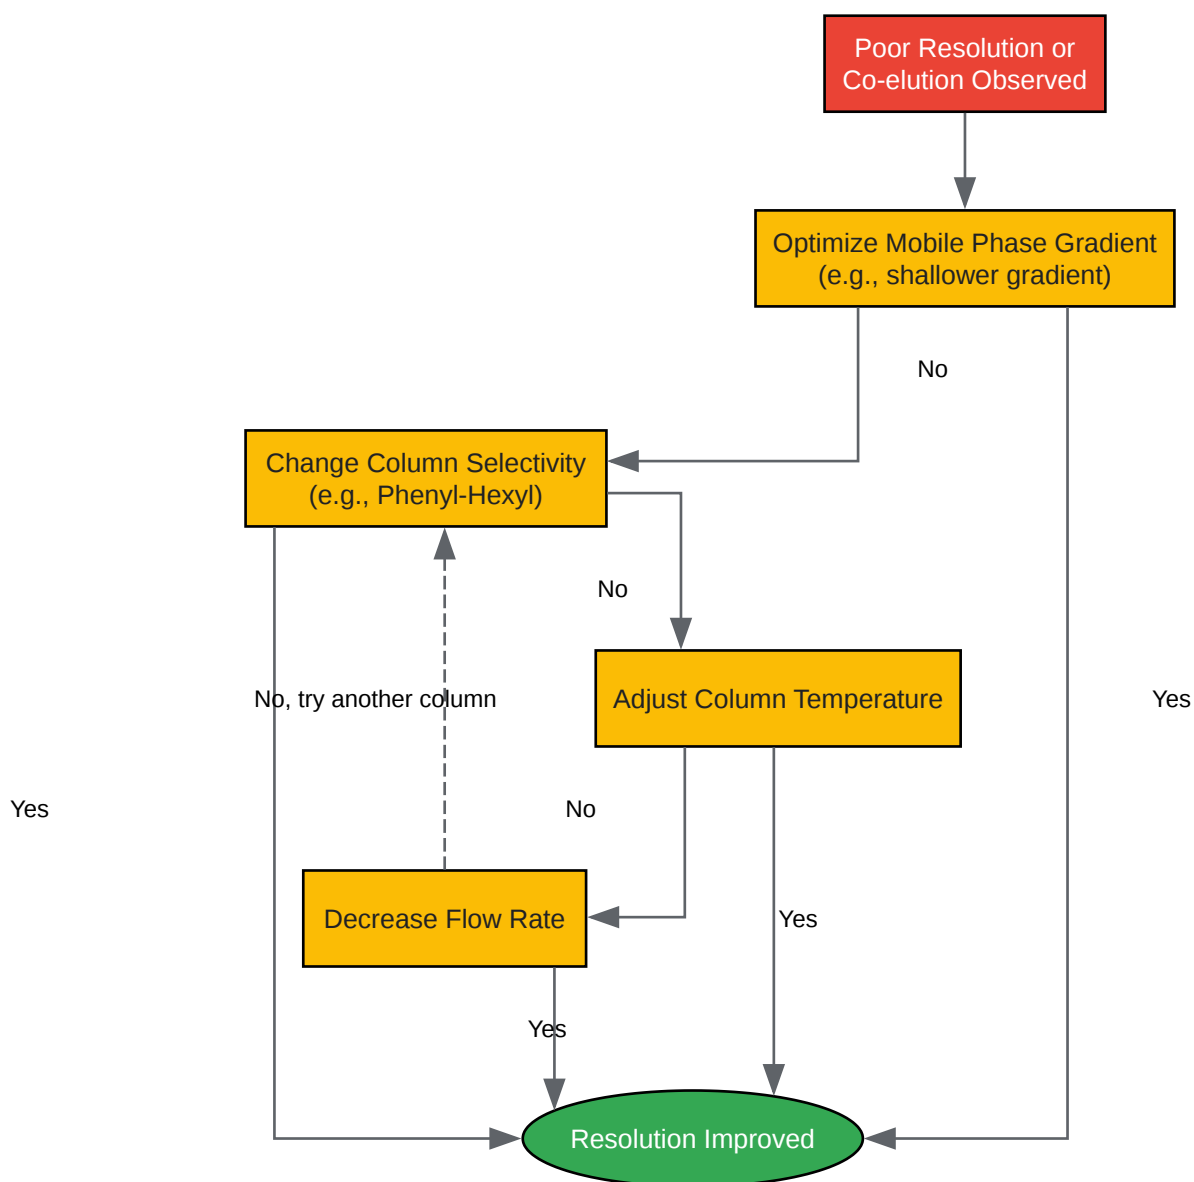 Poor Resolution or
Co-elution Observed
Optimize Mobile Phase Gradient
(e.g., shallower gradient)
No
Change Column Selectivity
(e.g., Phenyl-Hexyl)
No
No, try another column
Adjust Column Temperature
Yes
Yes
No
Decrease Flow Rate
Yes
Yes
Resolution Improved